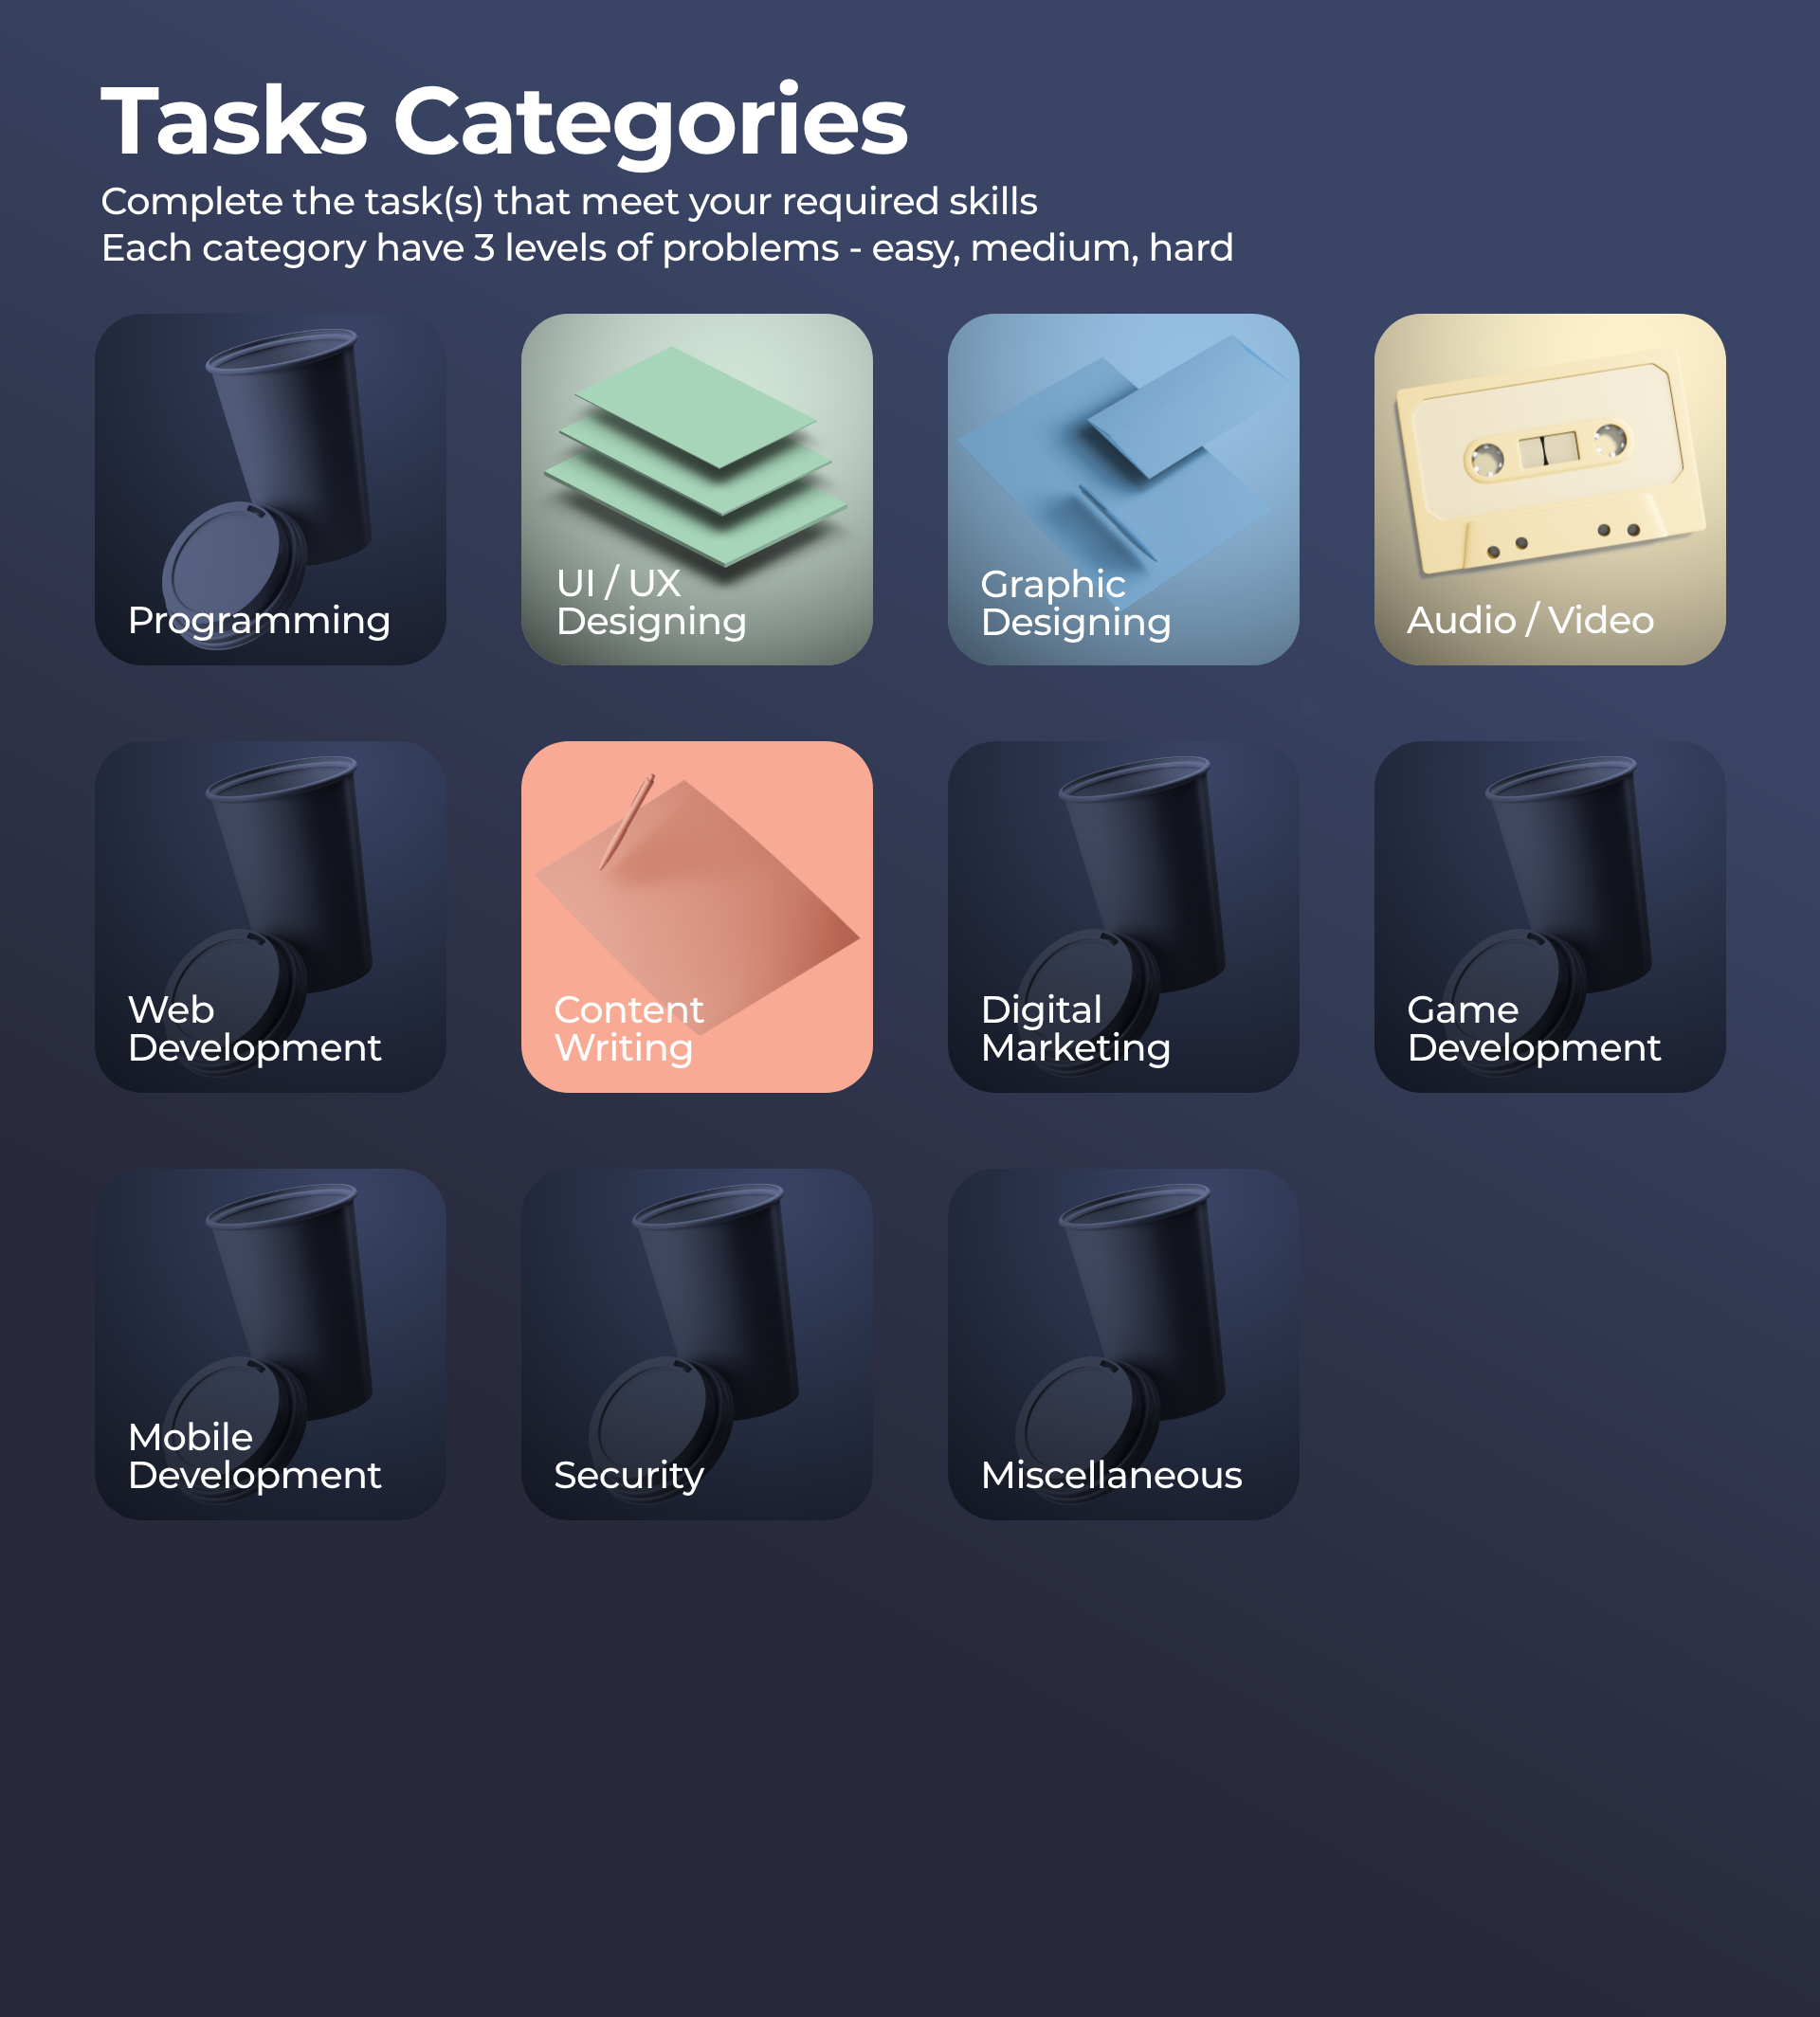 Tasks Categories
Complete the task(s) that meet your required skills
Each category have 3 levels of problems - easy, medium, hard
Programming
UI / UX
Designing
Graphic
Designing
Audio / Video
Web
Development
Content
Writing
Digital
Marketing
Game
Development
Mobile
Development
Security
Miscellaneous